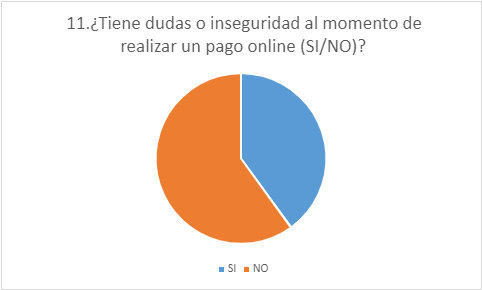 11.¿Tiene dudas o inseguridad al momento de
realizar un pago online (SI/NO)?
SI NO